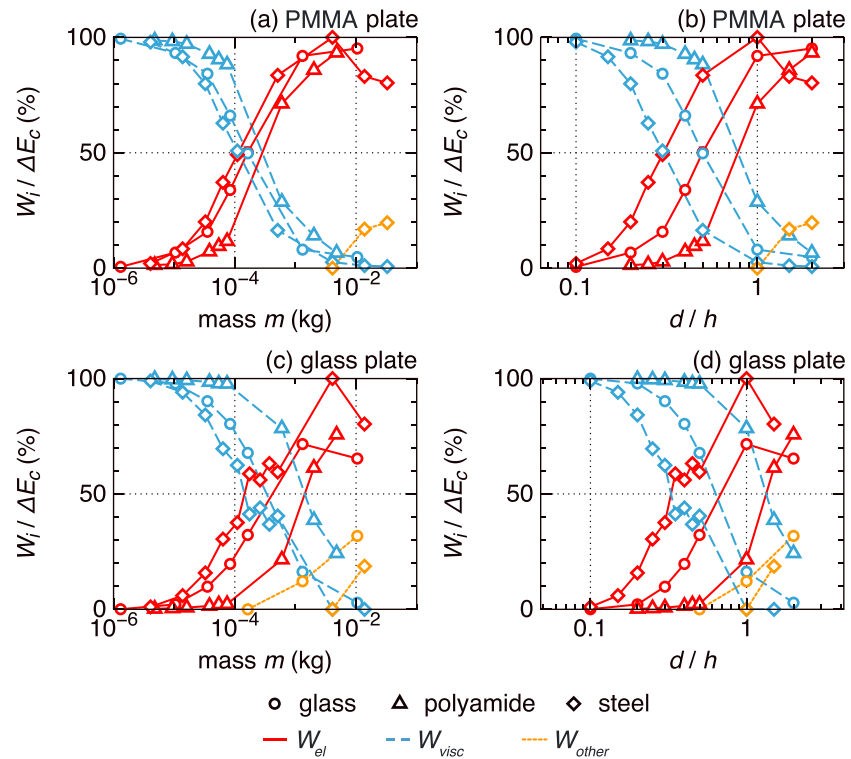 (a) PMMA plate
(b) PMMA plate
100
50
0
W_i / ΔE_c (%)
10^-6
10^-4
10^-2
mass m (kg)
100
50
0
W_i / ΔE_c (%)
0.1
1
d / h
(c) glass plate
(d) glass plate
100
50
0
W_i / ΔE_c (%)
10^-6
10^-4
10^-2
mass m (kg)
100
50
0
W_i / ΔE_c (%)
0.1
1
d / h
glass polyamide steel
W_el W_visc W_other